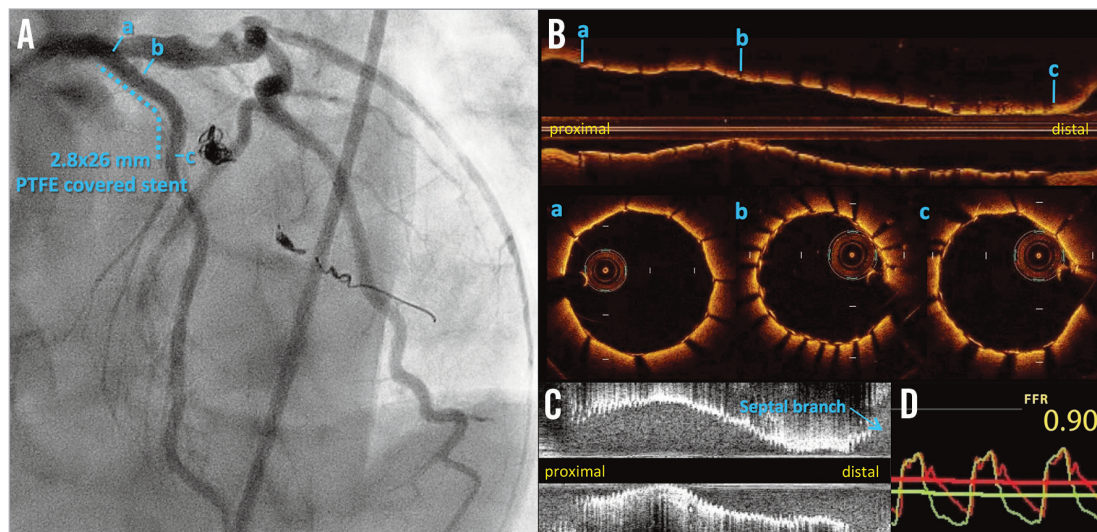 A
a
b
c
2.8x26 mm
PTFE covered stent
B
a
b
c
proximal
distal
a
b
c
C
Septal branch
proximal
distal
D
FFR
0.90